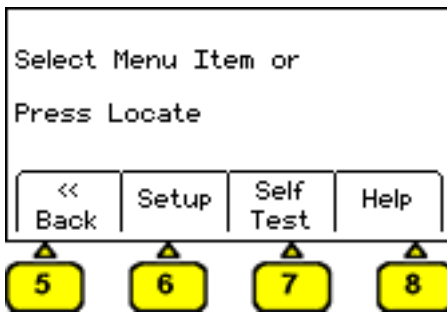 Select Menu Item or
Press Locate
<< Back Setup Self Test Help
5 6 7 8